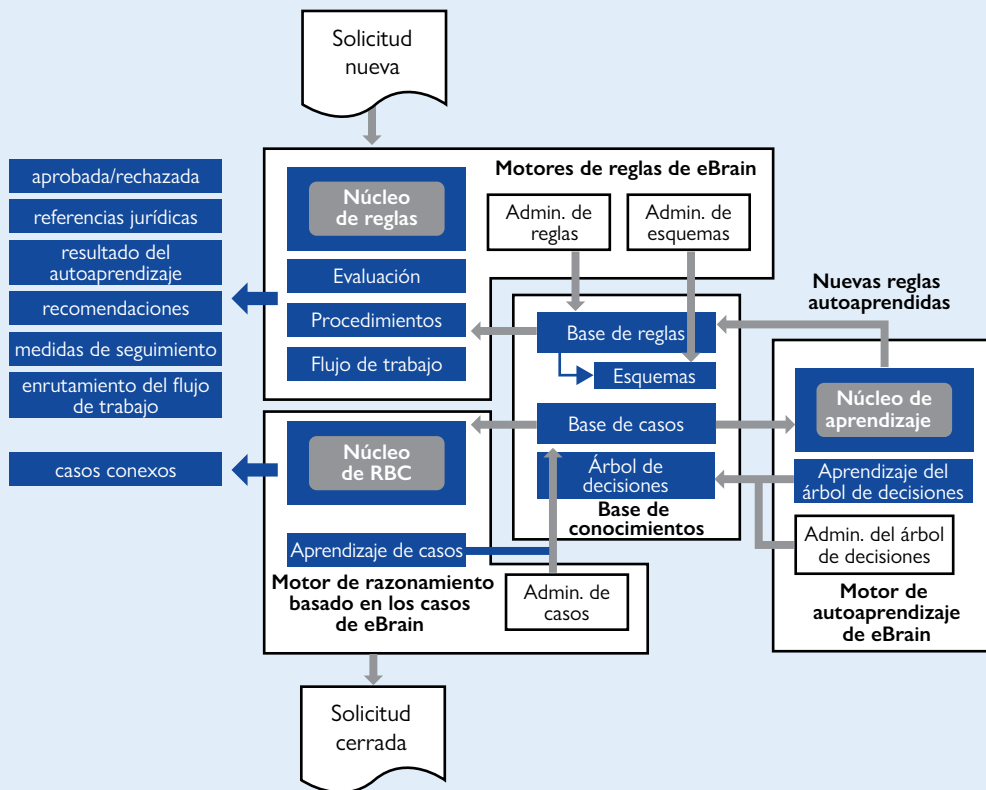 Solicitud
nueva
Motores de reglas de eBrain
Núcleo
de reglas
Admin. de
reglas
Admin. de
esquemas
Evaluación
Procedimientos
Flujo de trabajo
aprobada/rechazada
referencias jurídicas
resultado del
autoaprendizaje
recomendaciones
medidas de seguimiento
enrutamiento del flujo
de trabajo
casos conexos
Base de reglas
Esquemas
Base de casos
Árbol de
decisiones
Base de
conocimientos
Nuevas reglas
autoaprendidas
Núcleo de
aprendizaje
Aprendizaje del
árbol de decisiones
Admin. del árbol
de decisiones
Motor de
autoaprendizaje
de eBrain
Núcleo
de RBC
Aprendizaje de casos
Motor de razonamiento
basado en los casos
de eBrain
Admin. de
casos
Solicitud
cerrada